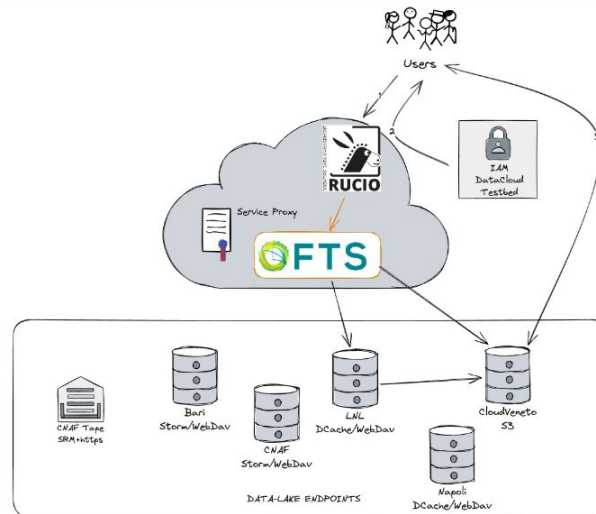 Users
1
2
3
RUCIO
IAM
DataCloud
Testbed
Service Proxy
FTS
CNAF Tape
SRM+https
Bari
Storm/WebDav
CNAF
Storm/WebDav
LNL
DCache/WebDav
CloudVeneto
S3
Napoli
DCache/WebDav
DATA-LAKE ENDPOINTS